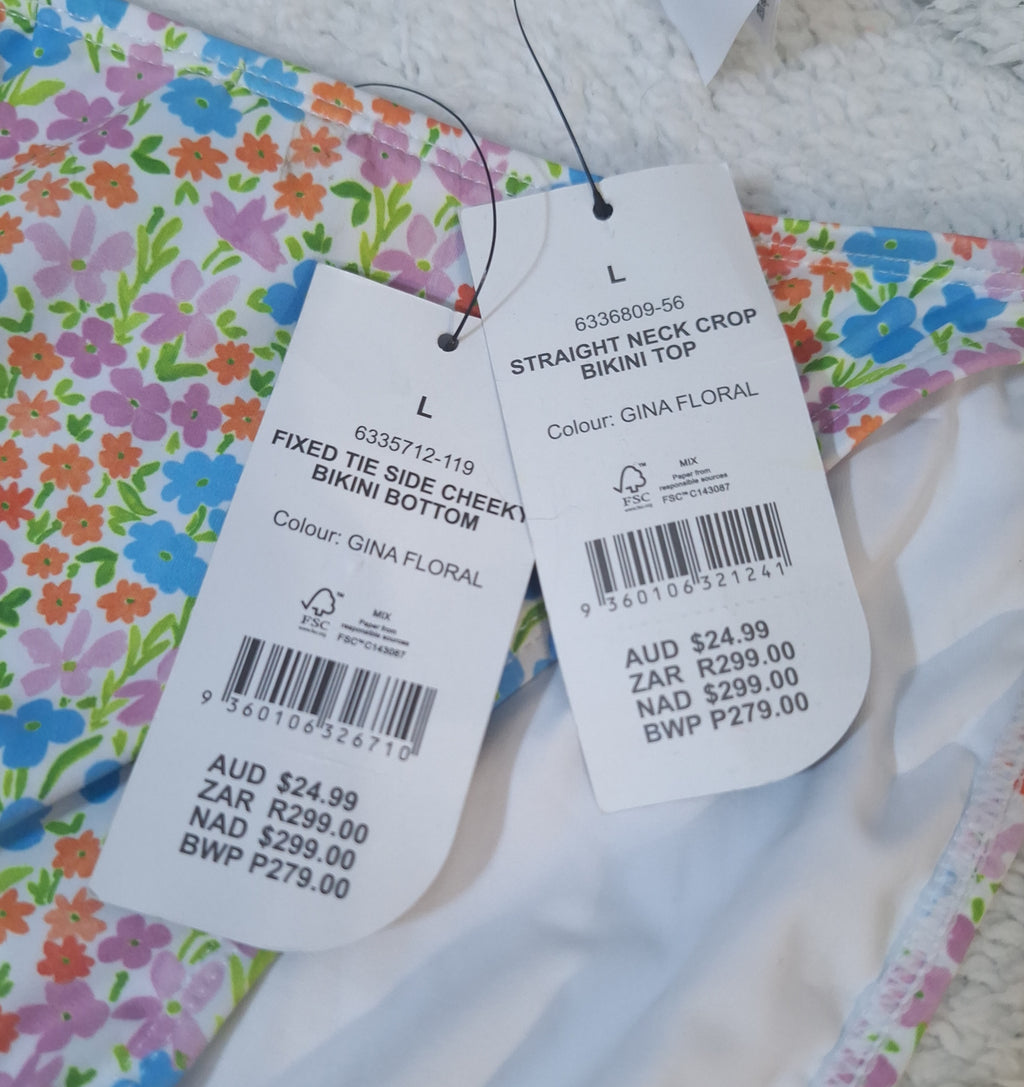 L
6335712-119
FIXED TIE SIDE CHEEKY
BIKINI BOTTOM
Colour: GINA FLORAL
FSC
MIX
Paper from
responsible sources
FSC™ C143087
9 360106 326710
AUD $24.99
ZAR R299.00
NAD $299.00
BWP P279.00
L
6336809-56
STRAIGHT NECK CROP
BIKINI TOP
Colour: GINA FLORAL
FSC
MIX
Paper from
responsible sources
FSC™ C143087
9 360106 321241
AUD $24.99
ZAR R299.00
NAD $299.00
BWP P279.00